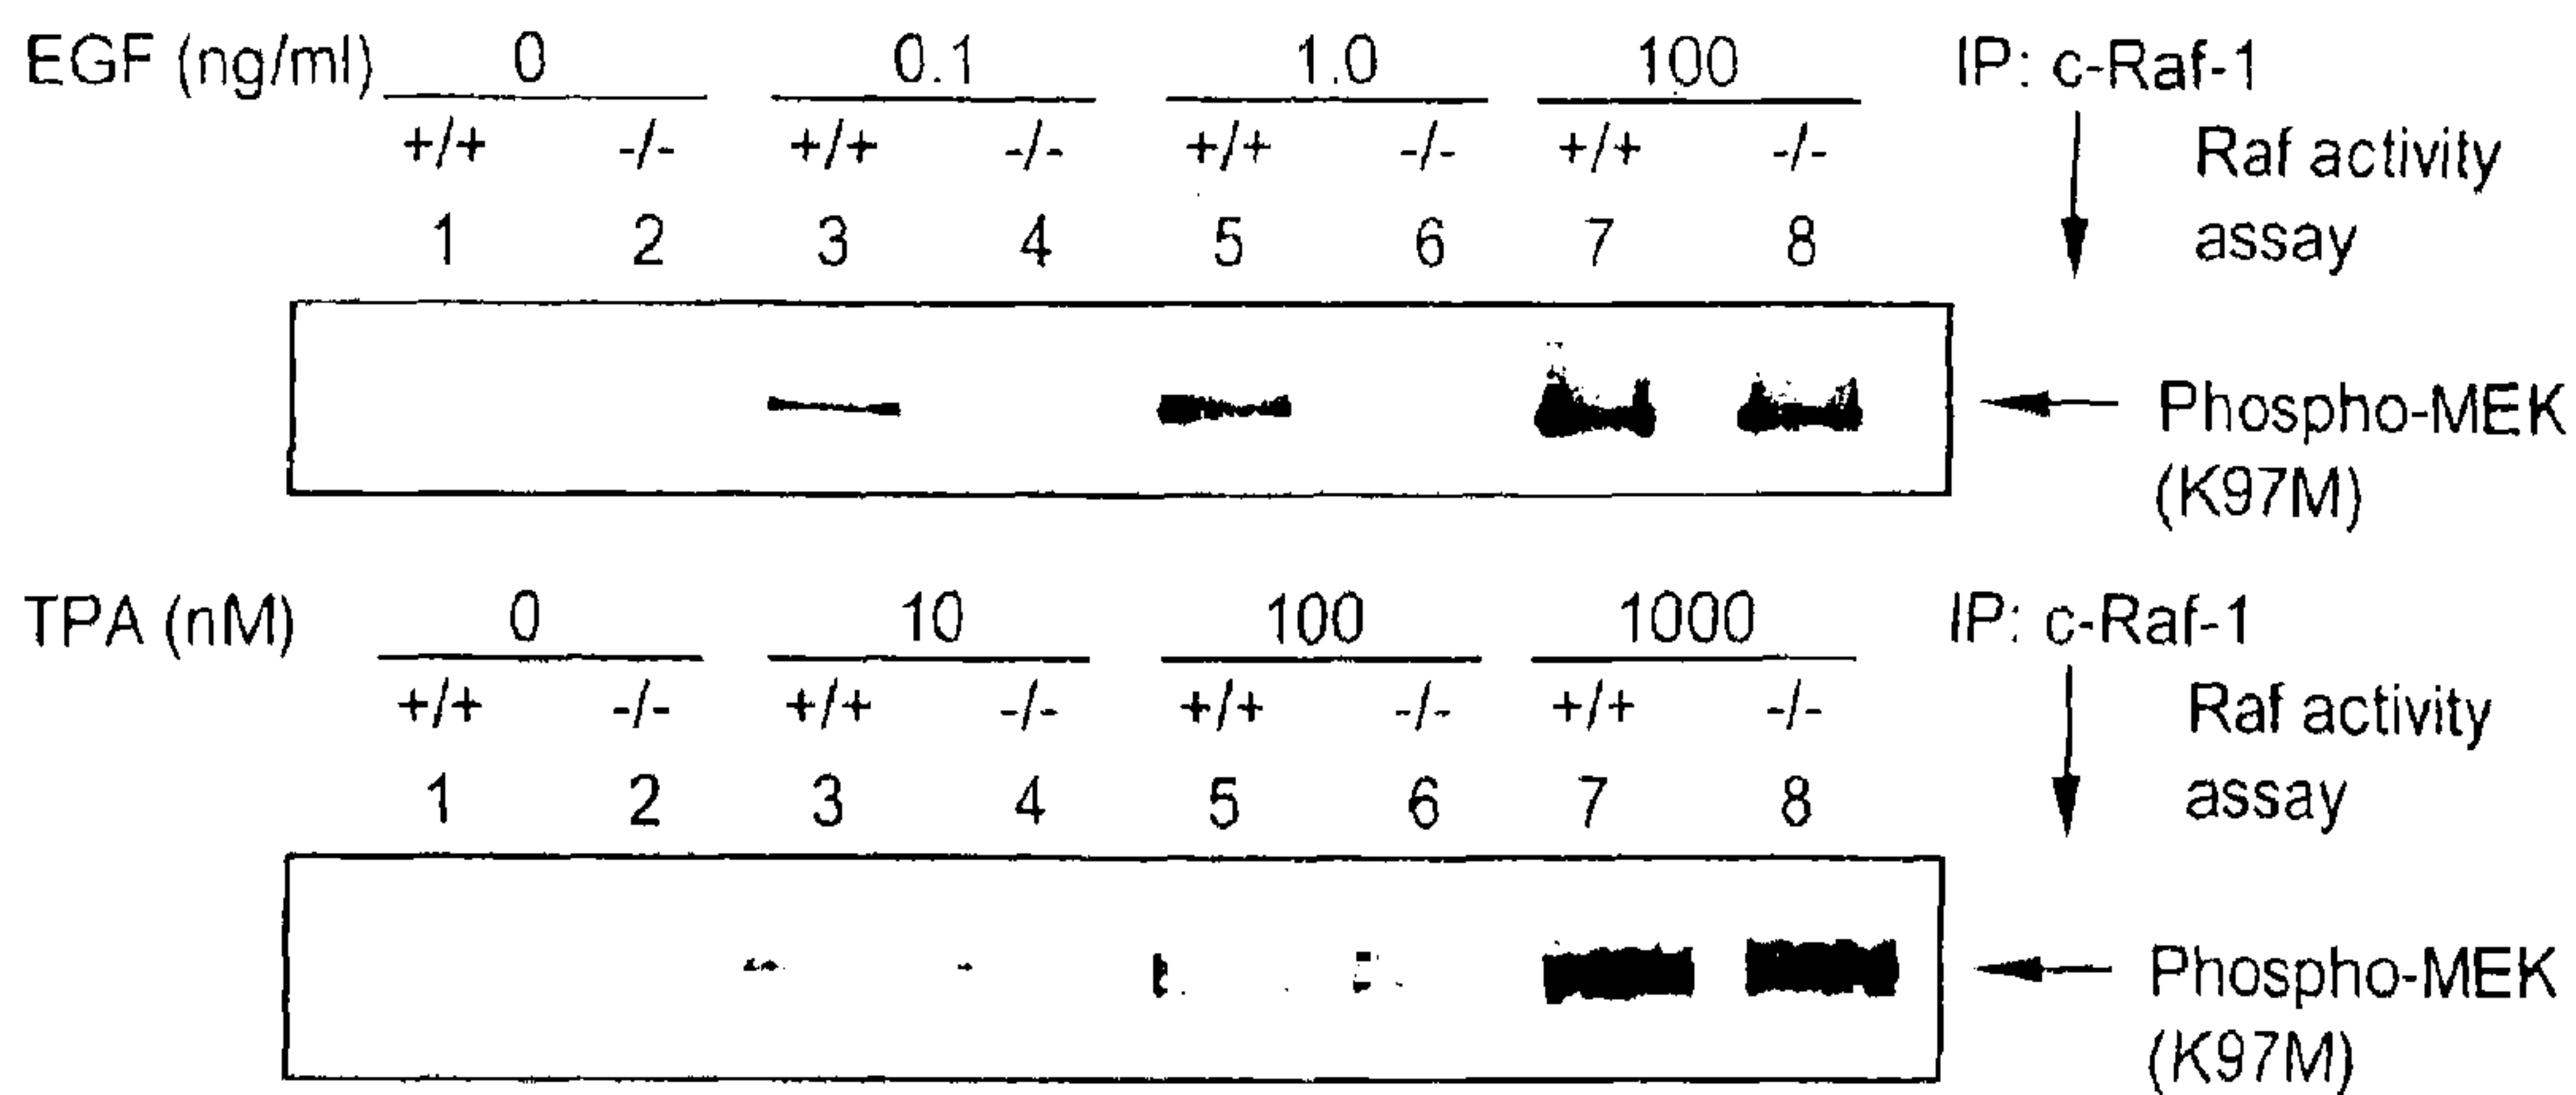 EGF (ng/ml) 0 0.1 1.0 100 IP: c-Raf-1
+/+ -/- +/+ -/- +/+ -/- +/+ -/- Raf activity
1 2 3 4 5 6 7 8 assay
Phospho-MEK
(K97M)
TPA (nM) 0 10 100 1000 IP: c-Raf-1
+/+ -/- +/+ -/- +/+ -/- +/+ -/- Raf activity
1 2 3 4 5 6 7 8 assay
Phospho-MEK
(K97M)